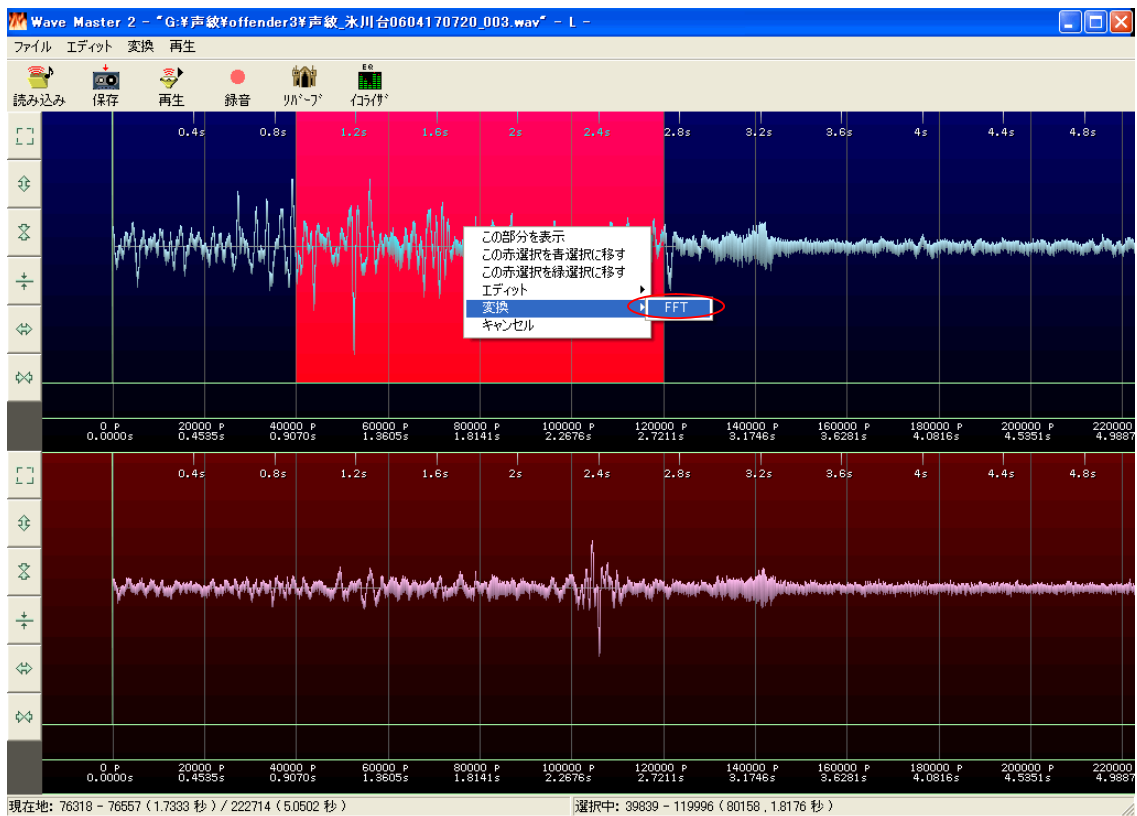 Wave Master 2 - "G:¥声紋¥offender3¥声紋_氷川台0604170720_003.wav" - L -
ファイル エディット 変換 再生
読み込み 保存 再生 録音 リバーブ イコライザ
EQ
0.4s 0.8s 1.2s 1.6s 2s 2.4s 2.8s 3.2s 3.6s 4s 4.4s 4.8s
この部分を表示
この赤選択を青選択に移す
この赤選択を緑選択に移す
エディット
変換 FFT
キャンセル
0 P 20000 P 40000 P 60000 P 80000 P 100000 P 120000 P 140000 P 160000 P 180000 P 200000 P 220000
0.0000s 0.4535s 0.9070s 1.3605s 1.8141s 2.2676s 2.7211s 3.1746s 3.6281s 4.0816s 4.5351s 4.9887
0.4s 0.8s 1.2s 1.6s 2s 2.4s 2.8s 3.2s 3.6s 4s 4.4s 4.8s
0 P 20000 P 40000 P 60000 P 80000 P 100000 P 120000 P 140000 P 160000 P 180000 P 200000 P 220000
0.0000s 0.4535s 0.9070s 1.3605s 1.8141s 2.2676s 2.7211s 3.1746s 3.6281s 4.0816s 4.5351s 4.9887
現在地: 76318 - 76557 ( 1.7333 秒 ) / 222714 ( 5.0502 秒 ) 選択中: 39839 - 119996 ( 80158 , 1.8176 秒 )